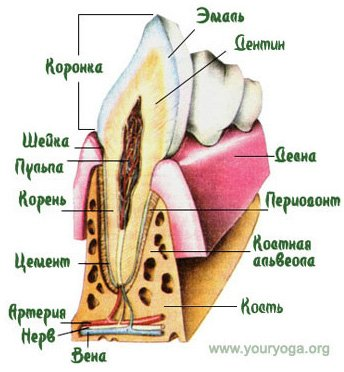 Эмаль
Дентин
Коронка
Шейка
Пульпа
Десна
Корень
Периодонт
Костная
альвеола
Цемент
Артерия
Нерв
Вена
Кость
www.youryoga.org